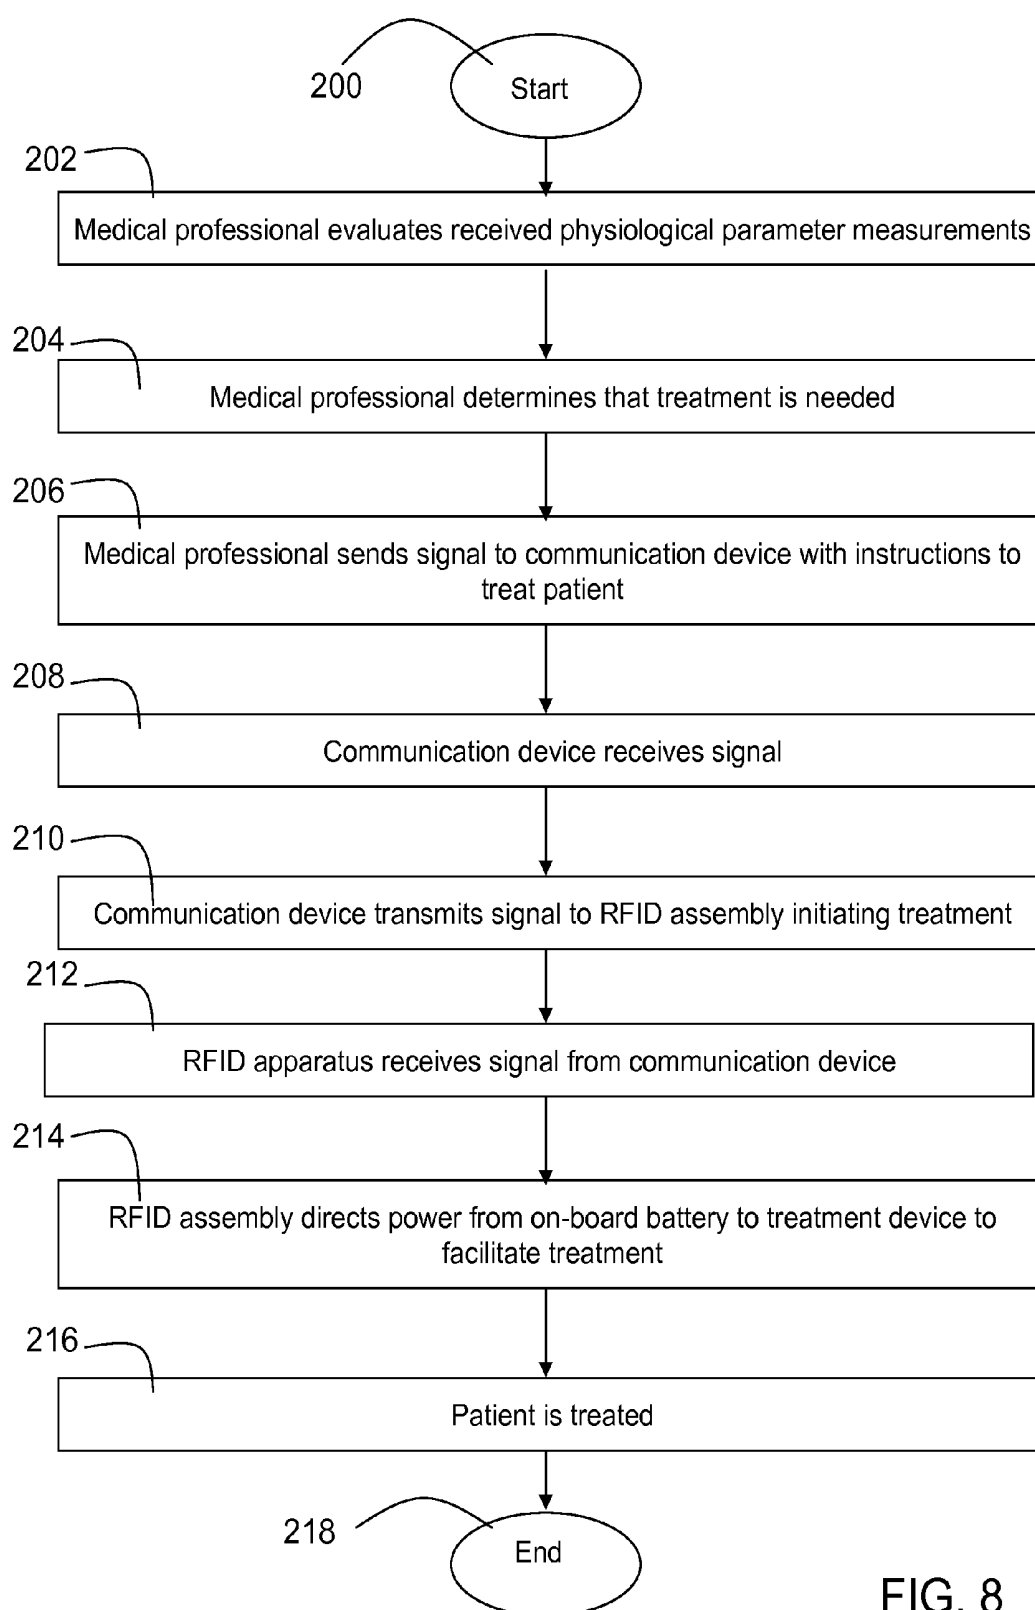 200
Start
202
Medical professional evaluates received physiological parameter measurements
204
Medical professional determines that treatment is needed
206
Medical professional sends signal to communication device with instructions to
treat patient
208
Communication device receives signal
210
Communication device transmits signal to RFID assembly initiating treatment
212
RFID apparatus receives signal from communication device
214
RFID assembly directs power from on-board battery to treatment device to
facilitate treatment
216
Patient is treated
218
End
FIG. 8